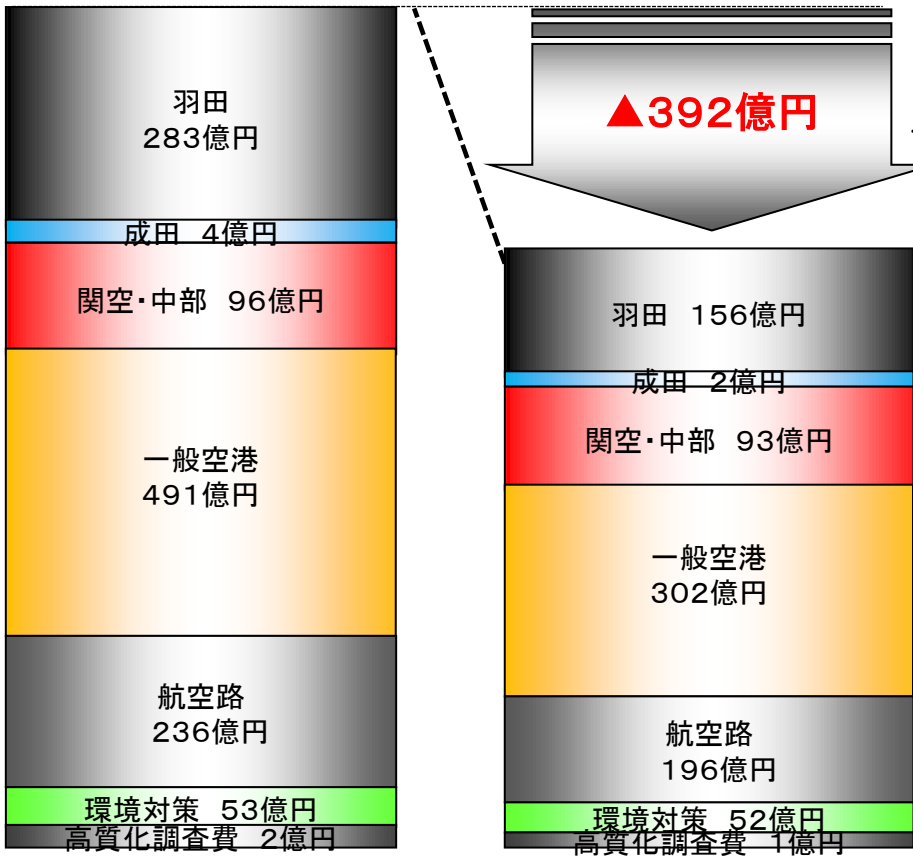 羽田
283億円
成田 4億円
関空・中部 96億円
一般空港
491億円
航空路
236億円
環境対策 53億円
高質化調査費 2億円
▲392億円
羽田 156億円
成田 2億円
関空・中部 93億円
一般空港
302億円
航空路
196億円
環境対策 52億円
高質化調査費 1億円